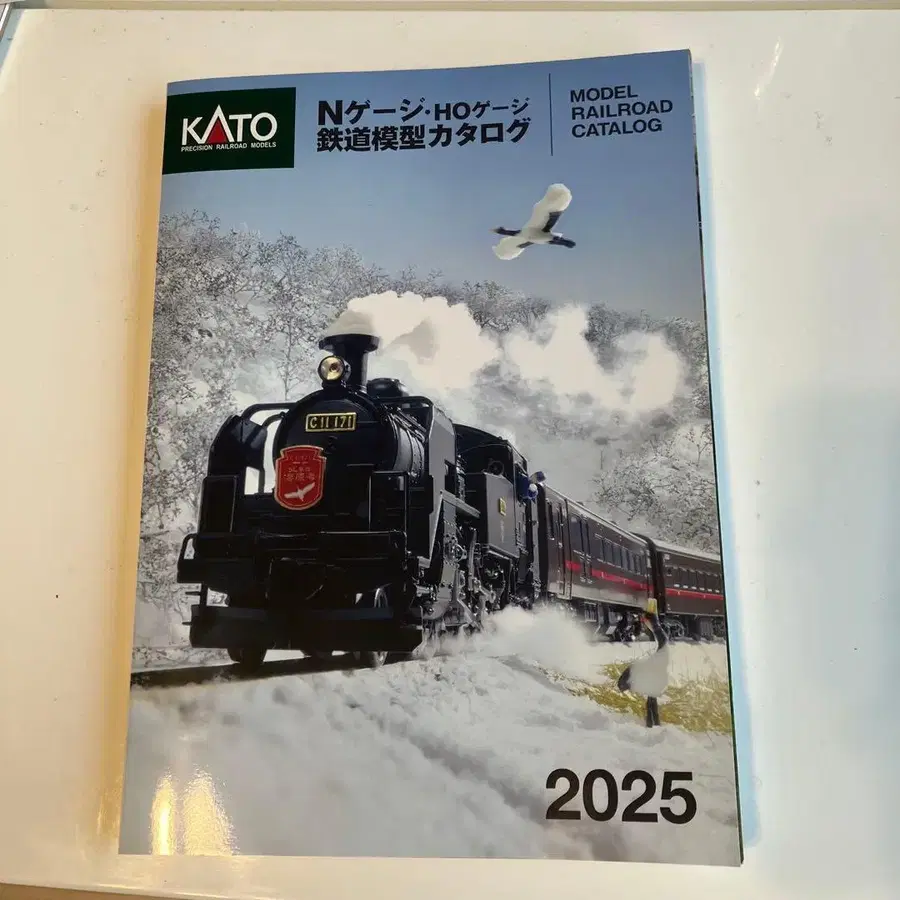 KATO
PRECISION RAILROAD MODELS
Nゲージ・HOゲージ
鉄道模型カタログ
MODEL
RAILROAD
CATALOG
C11 171
2025